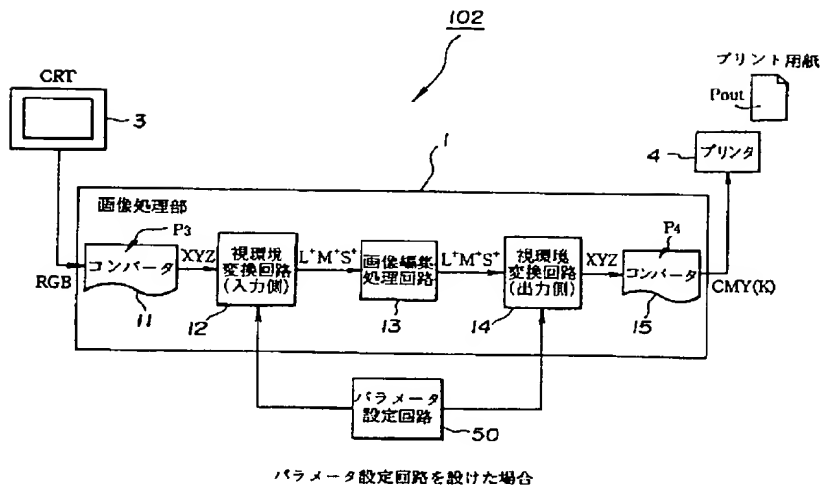 102
プリント用紙
CRT
Pout
3
1
4
プリンタ
画像処理部
P3
P4
XYZ
視環境
変換回路
(入力側)
L+M+S+
画像編集
処理回路
L+M+S+
視環境
変換回路
(出力側)
XYZ
コンバータ
コンバータ
RGB
CMY(K)
11
12
13
14
15
パラメータ
設定回路
50
パラメータ設定回路を設けた場合